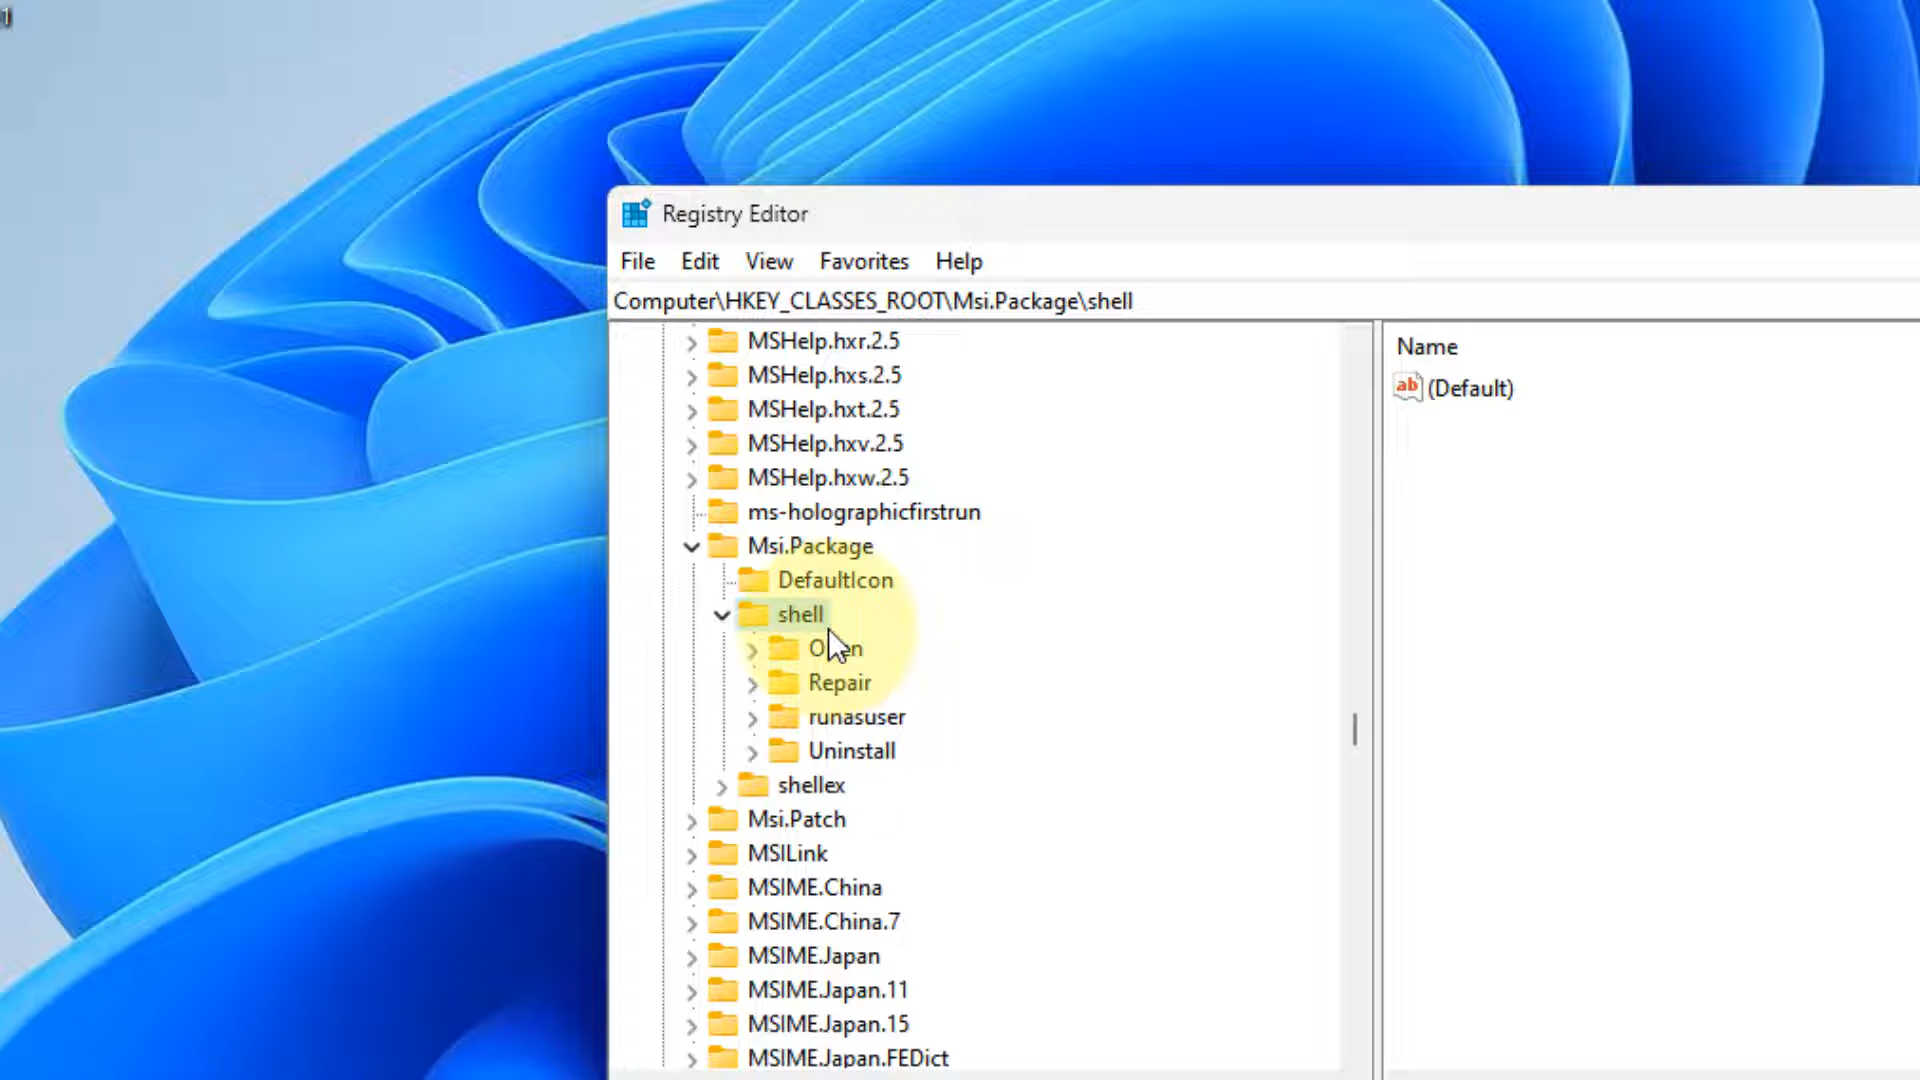 1
Registry Editor
File Edit View Favorites Help
Computer\HKEY_CLASSES_ROOT\Msi.Package\shell
Name
ab (Default)
MSHelp.hxr.2.5
MSHelp.hxs.2.5
MSHelp.hxt.2.5
MSHelp.hxv.2.5
MSHelp.hxw.2.5
ms-holographicfirstrun
Msi.Package
DefaultIcon
shell
Repair
runasuser
Uninstall
shellex
Msi.Patch
MSILink
MSIME.China
MSIME.China.7
MSIME.Japan
MSIME.Japan.11
MSIME.Japan.15
MSIME.Japan.FEDict